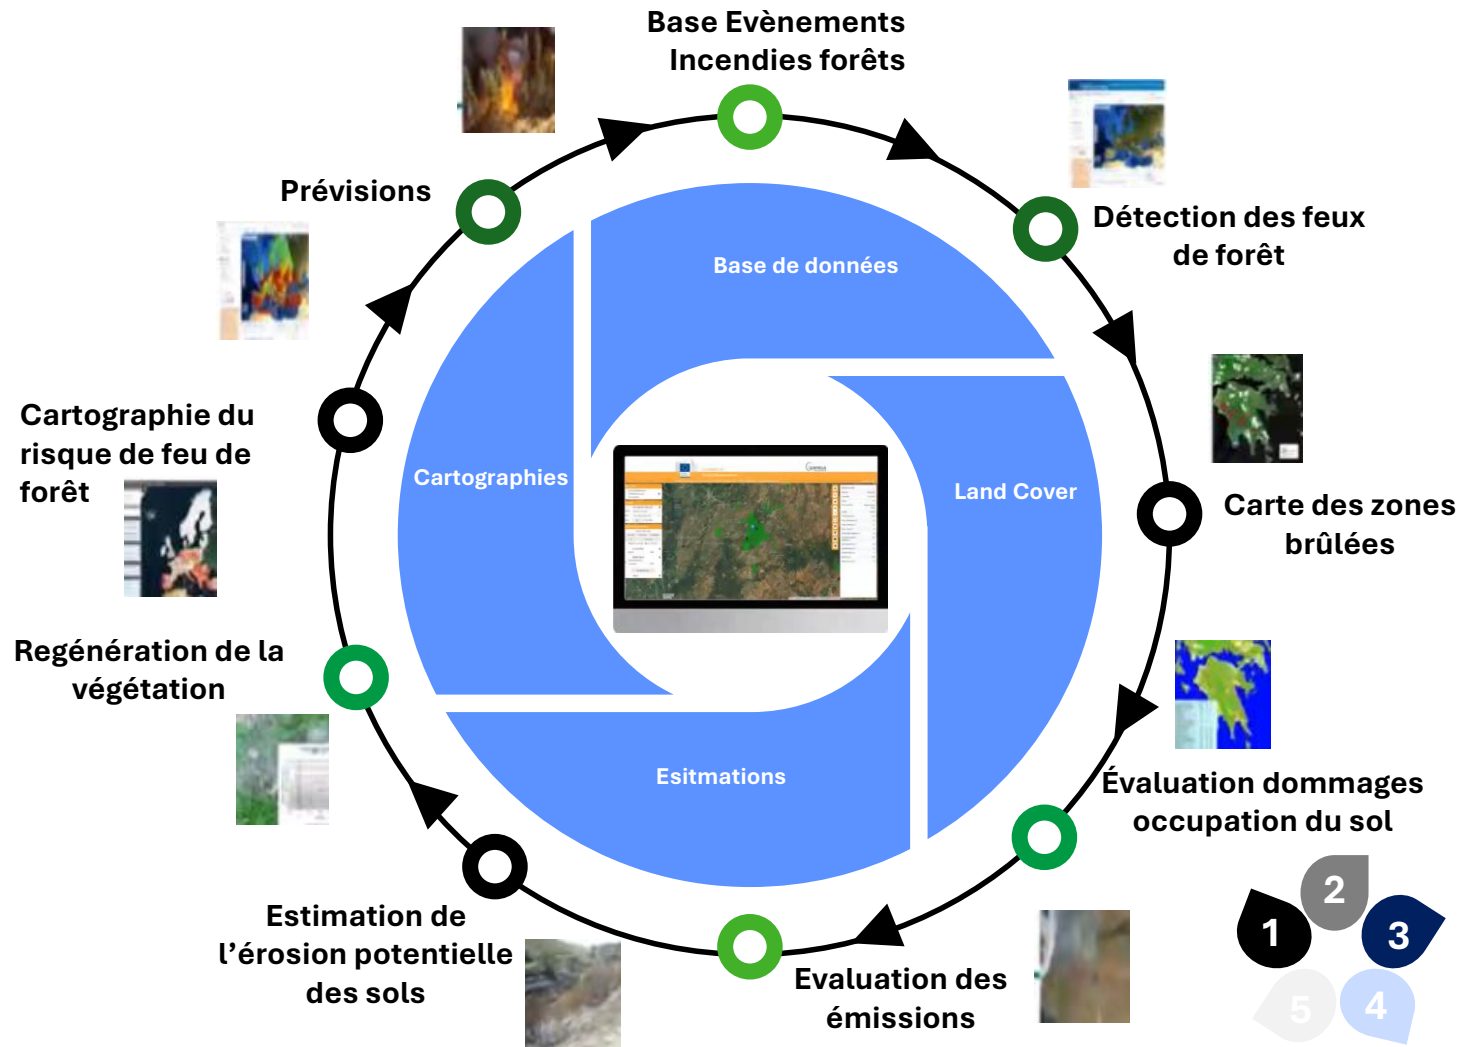 Base Evènements
Incendies forêts
Prévisions
Détection des feux
de forêt
Base de données
Cartographie du
risque de feu de
forêt
Cartographies
Land Cover
Carte des zones
brûlées
Regénération de la
végétation
Esitmations
Évaluation dommages
occupation du sol
Estimation de
l’érosion potentielle
des sols
Evaluation des
émissions
1
2
3
4
5